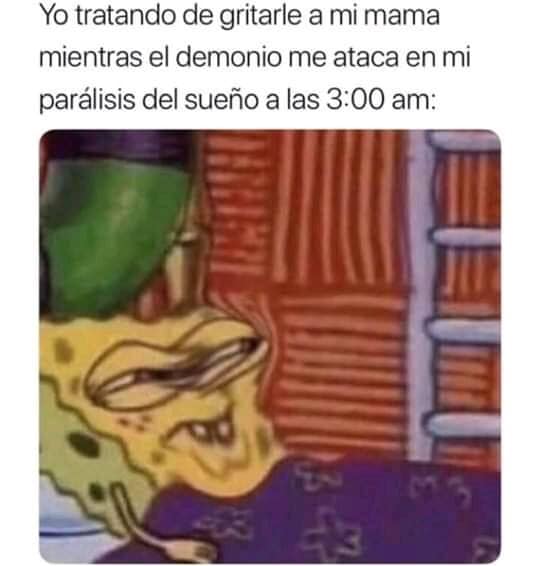 Yo tratando de gritarle a mi mama
mientras el demonio me ataca en mi
parálisis del sueño a las 3:00 am: